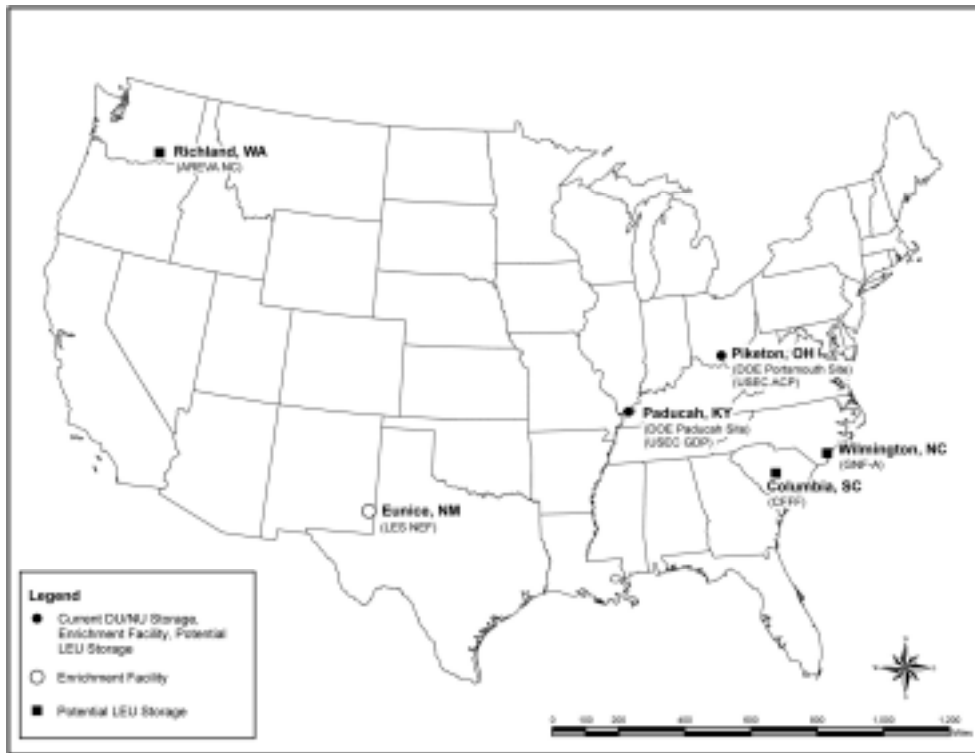 Richland, WA
(AREVA NC)
Piketon, OH
(DOE Portsmouth Site)
(USEC ACP)
Paducah, KY
(DOE Paducah Site)
(USEC GDP)
Wilmington, NC
(GNF-A)
Columbia, SC
(CFFF)
Eunice, NM
(LES NEF)
Legend
Current DU/NU Storage,
Enrichment Facility, Potential
LEU Storage
Enrichment Facility
Potential LEU Storage
0 100 200 400 600 800 1,000 1,200
Miles